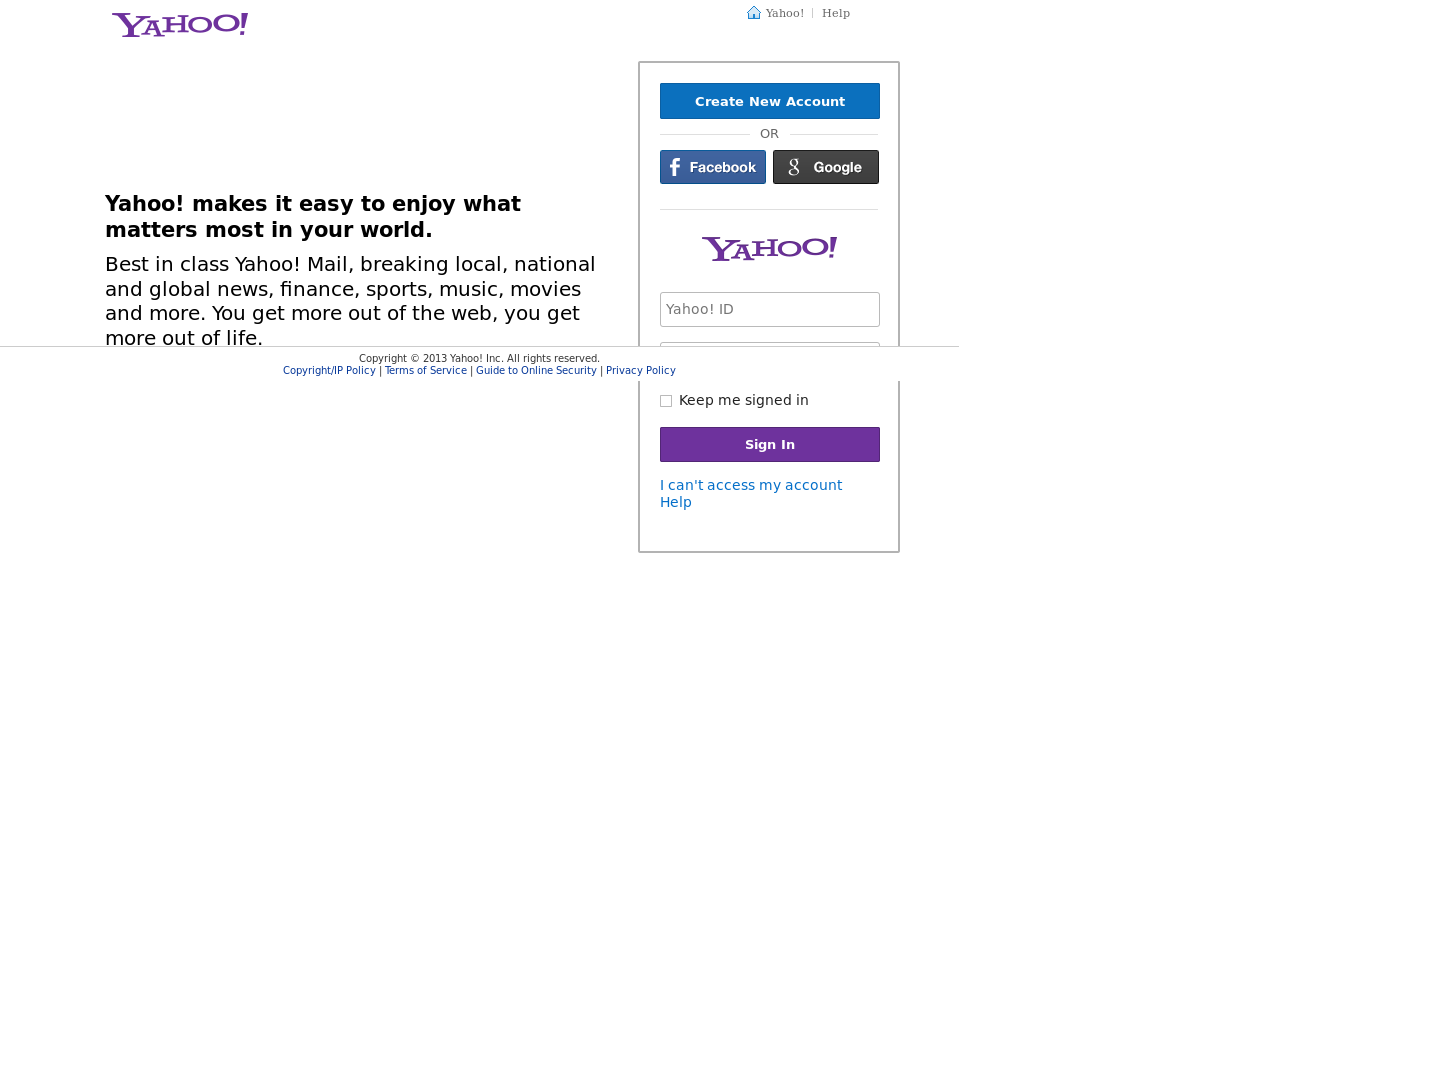 YAHOO!
Yahoo!
Help
Create New Account
OR
Facebook
Google
YAHOO!
Yahoo! ID
Yahoo! makes it easy to enjoy what
matters most in your world.
Best in class Yahoo! Mail, breaking local, national
and global news, finance, sports, music, movies
and more. You get more out of the web, you get
more out of life.
Copyright © 2013 Yahoo! Inc. All rights reserved.
Copyright/IP Policy | Terms of Service | Guide to Online Security | Privacy Policy
Keep me signed in
Sign In
I can't access my account
Help